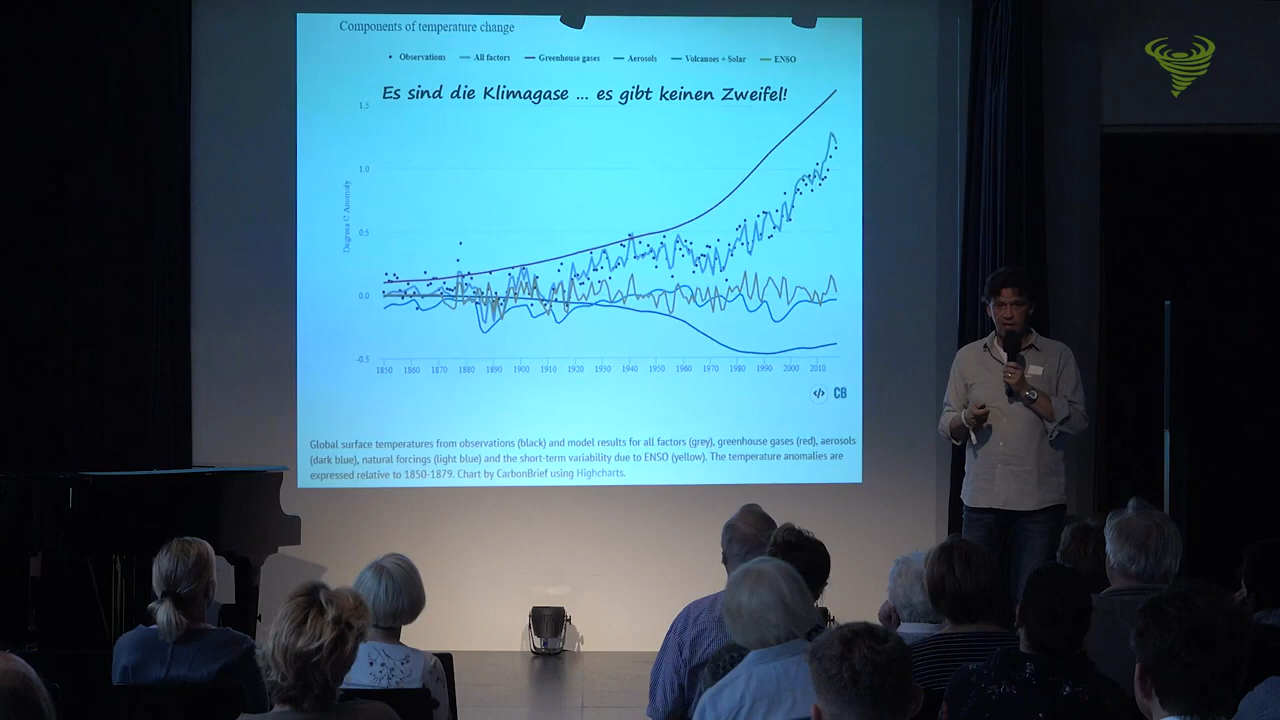 Components of temperature change
Observations All factors Greenhouse gases Aerosols Volcanoes + Solar ENSO
Es sind die Klimagase ... es gibt keinen Zweifel!
1.5
1.0
0.5
0.0
-0.5
Degrees C Anomaly
1850 1860 1870 1880 1890 1900 1910 1920 1930 1940 1950 1960 1970 1980 1990 2000 2010
</> CB
Global surface temperatures from observations (black) and model results for all factors (grey), greenhouse gases (red), aerosols
(dark blue), natural forcings (light blue) and the short-term variability due to ENSO (yellow). The temperature anomalies are
expressed relative to 1850-1879. Chart by CarbonBrief using Highcharts.